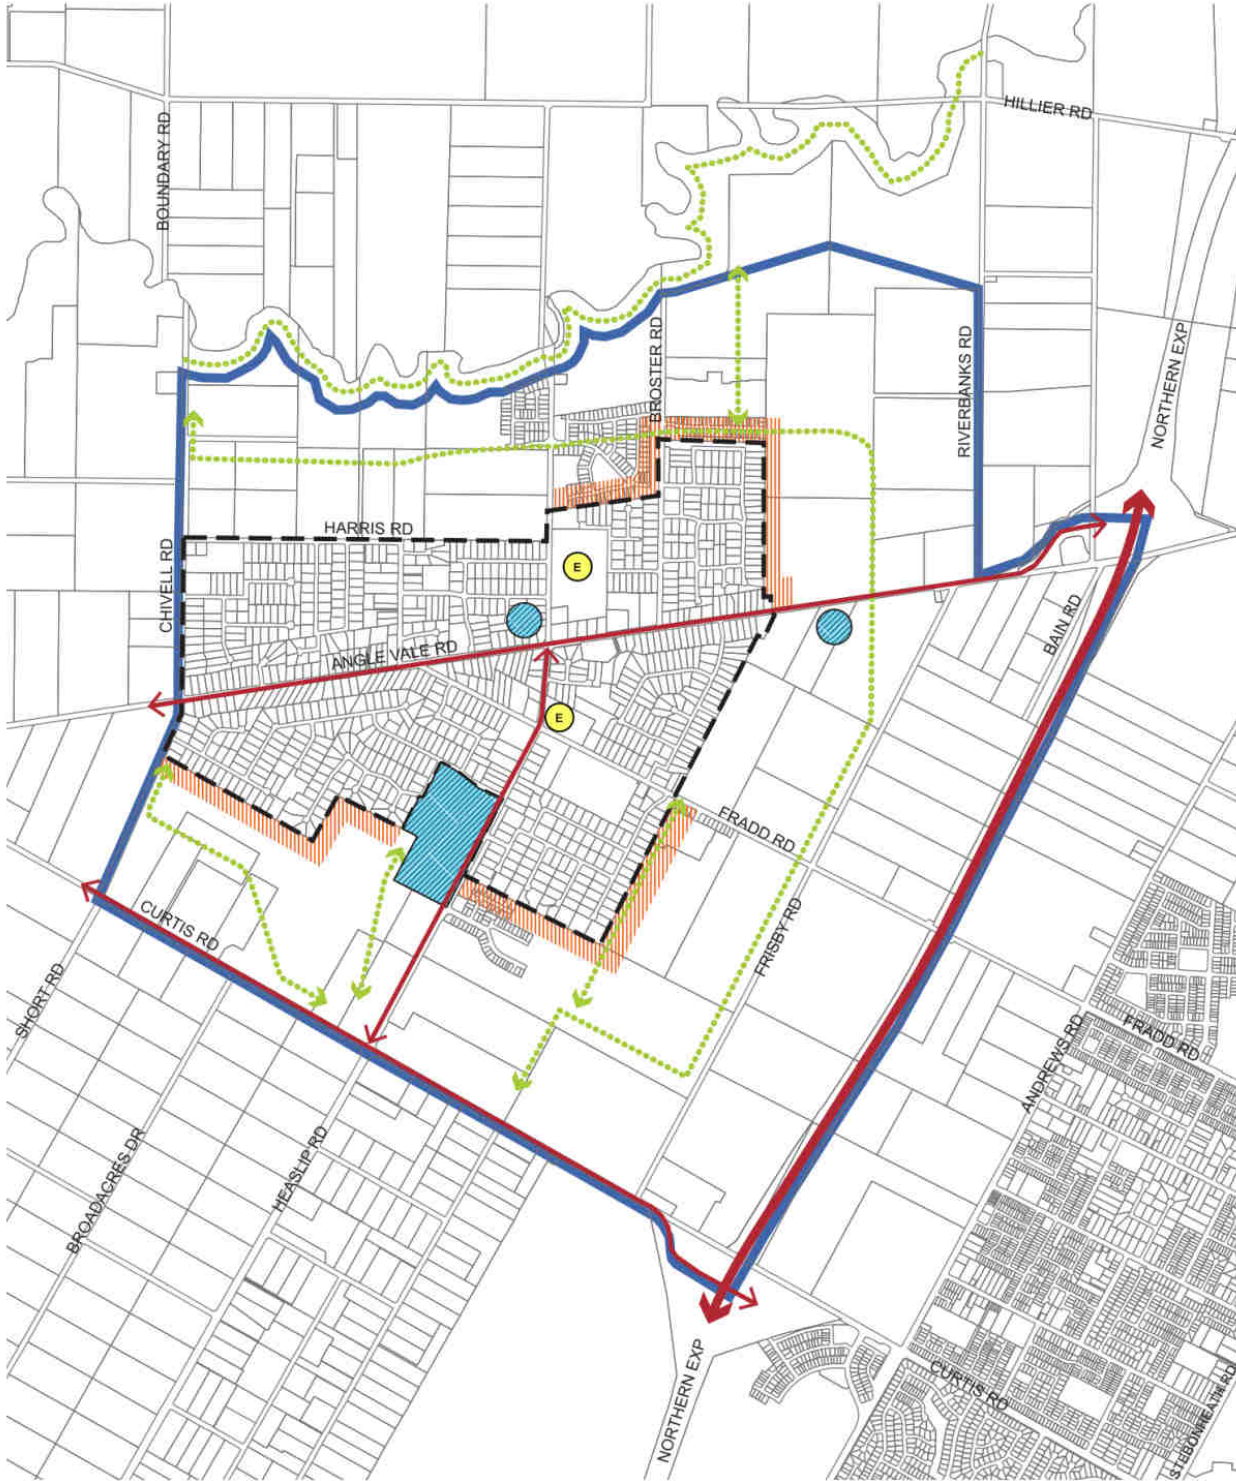 HILLIER RD
BOUNDARY RD
BROSTER RD
RIVERBANKS RD
NORTHERN EXP
HARRIS RD
CHIVELL RD
E
BAIN RD
ANGLE VALE RD
E
FRADD RD
CURTIS RD
FRISBY RD
SHORT RD
ANDREWS RD
FRADD RD
BROADACRES DR
HEASLIP RD
NORTHERN EXP
CURTIS RD
STEBONHEATH RD